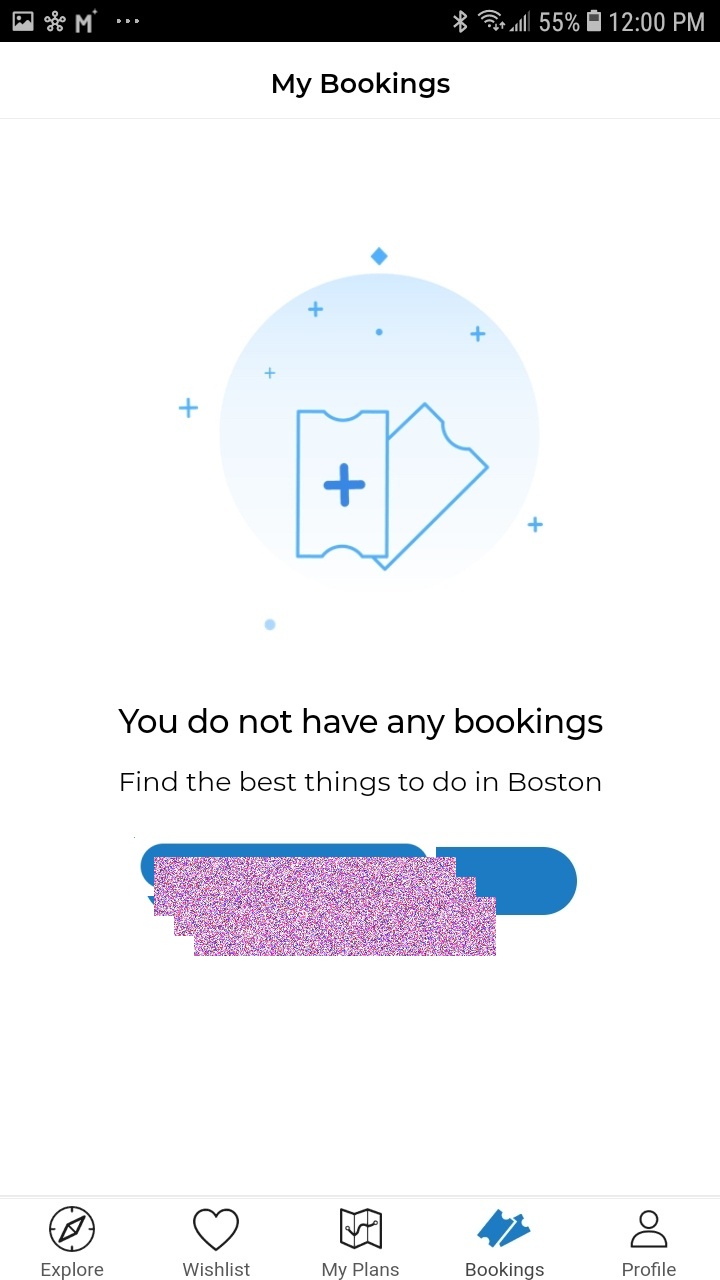 55% 12:00 PM
My Bookings
You do not have any bookings
Find the best things to do in Boston
Explore Wishlist My Plans Bookings Profile